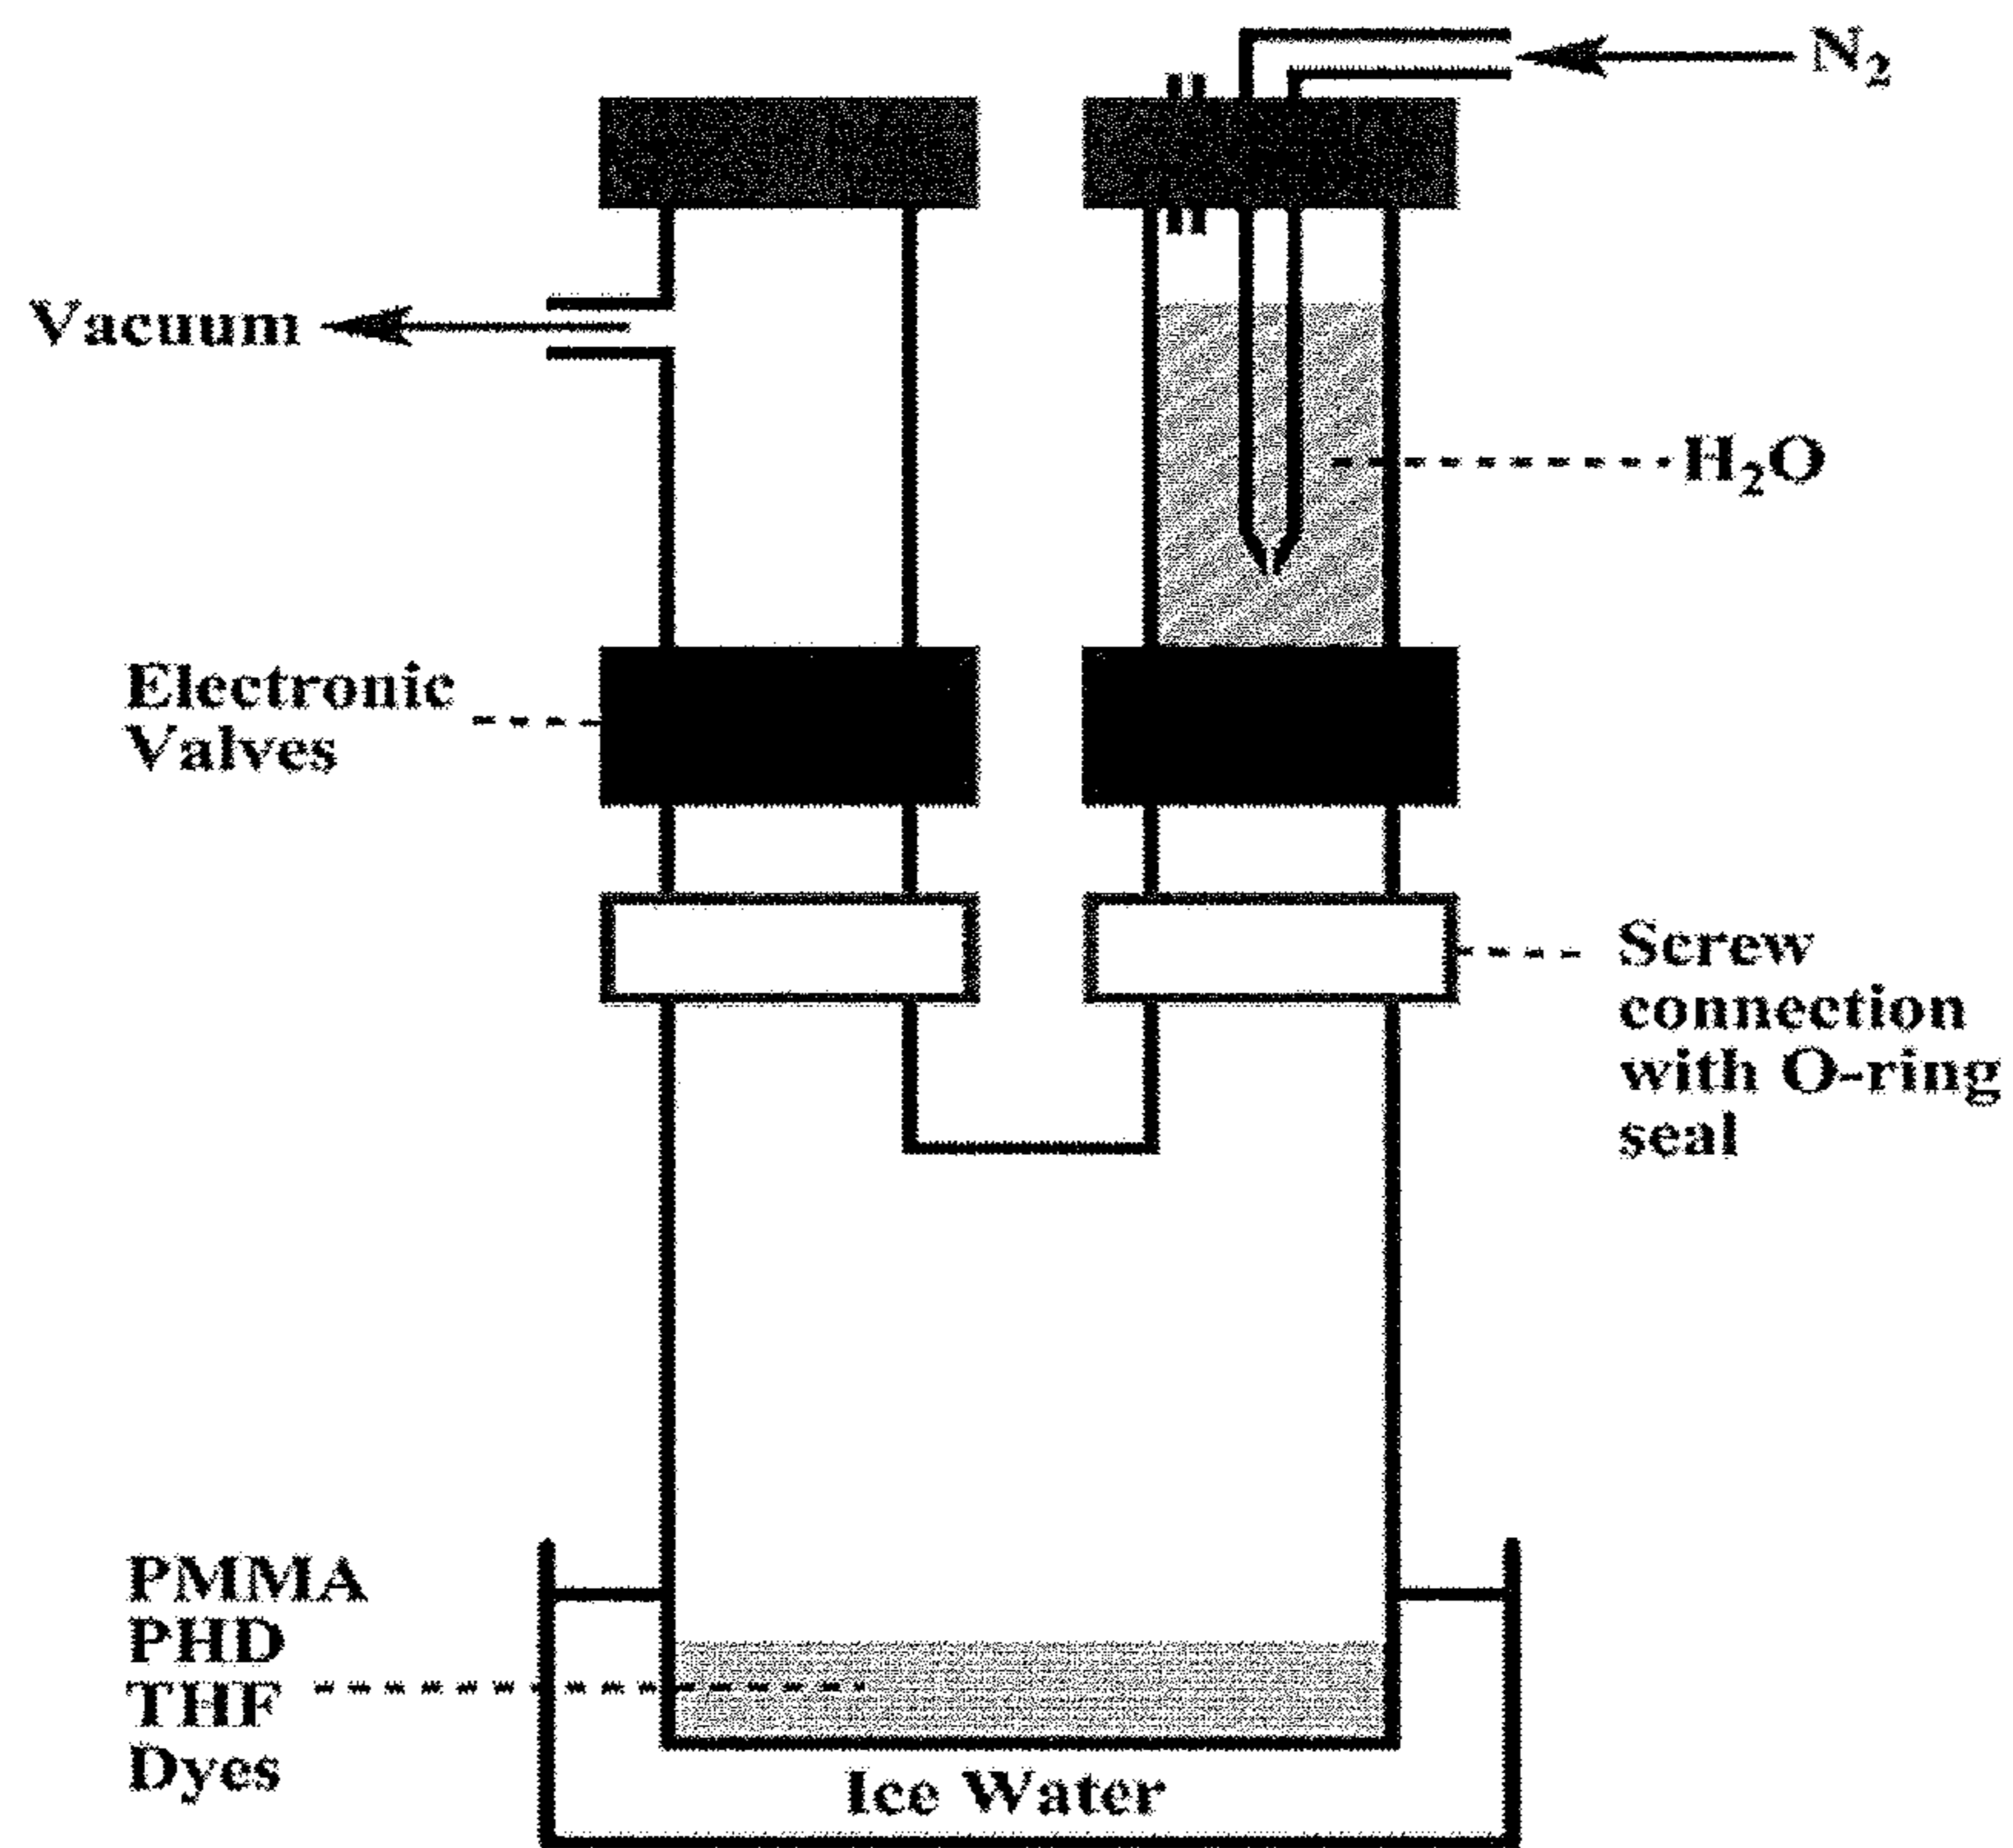 N₂
Vacuum
H₂O
Electronic
Valves
Screw
connection
with O-ring
seal
PMMA
PHD
THF
Dyes
Ice Water